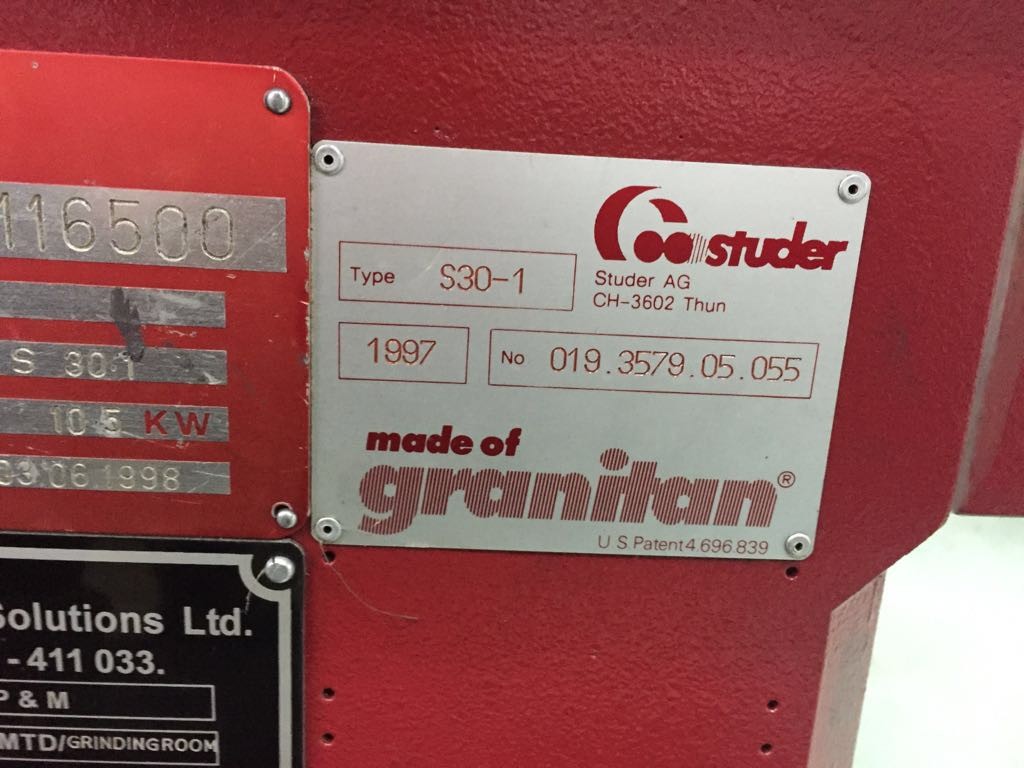 116500
S 30-1
10 5 KW
03.06.1998
studer
Studer AG
CH-3602 Thun
Type S30-1
1997
No 019.3579.05.055
made of
granitan®
U S Patent 4.696.839
Solutions Ltd.
- 411 033.
P & M
MTD/GRINDINGROOM